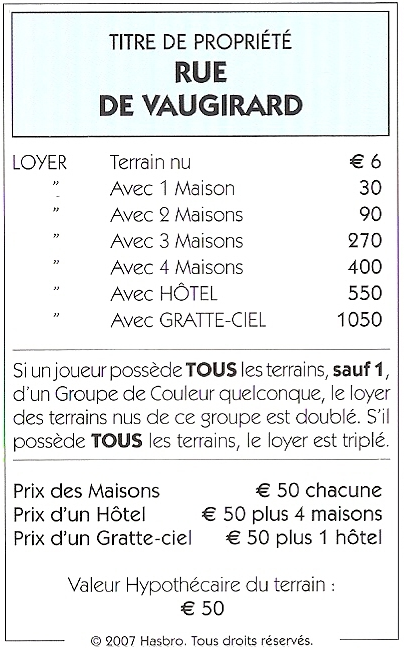 TITRE DE PROPRIÉTÉ
RUE
DE VAUGIRARD
LOYER Terrain nu € 6
" Avec 1 Maison 30
" Avec 2 Maisons 90
" Avec 3 Maisons 270
" Avec 4 Maisons 400
" Avec HÔTEL 550
" Avec GRATTE-CIEL 1050
Si un joueur possède TOUS les terrains, sauf 1,
d'un Groupe de Couleur quelconque, le loyer
des terrains nus de ce groupe est doublé. S'il
possède TOUS les terrains, le loyer est triplé.
Prix des Maisons € 50 chacune
Prix d'un Hôtel € 50 plus 4 maisons
Prix d'un Gratte-ciel € 50 plus 1 hôtel
Valeur Hypothécaire du terrain :
€ 50
© 2007 Hasbro. Tous droits réservés.